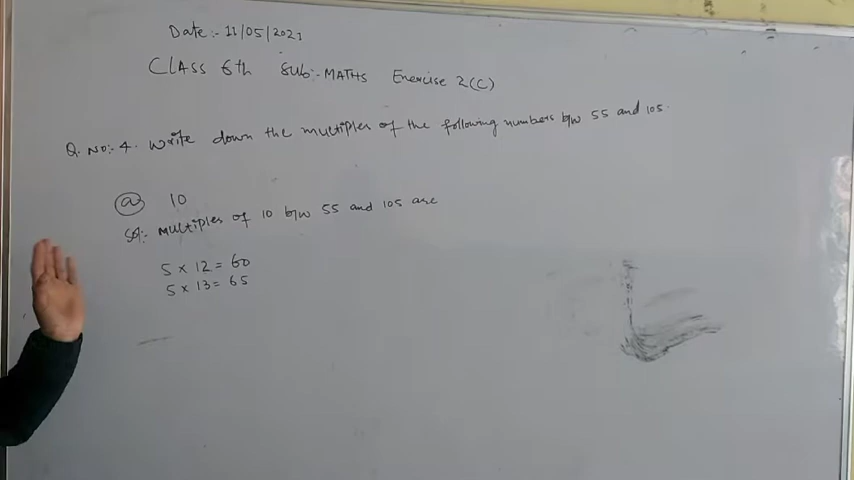 Date:- 11/05/2021
CLASS 6th Sub:- MATHS Exercise 2(C)
Q. No:- 4. Write down the multiples of the following numbers b/w 55 and 105.
(a) 10
Sol:- Multiples of 10 b/w 55 and 105 are
5 × 12 = 60
5 × 13 = 65